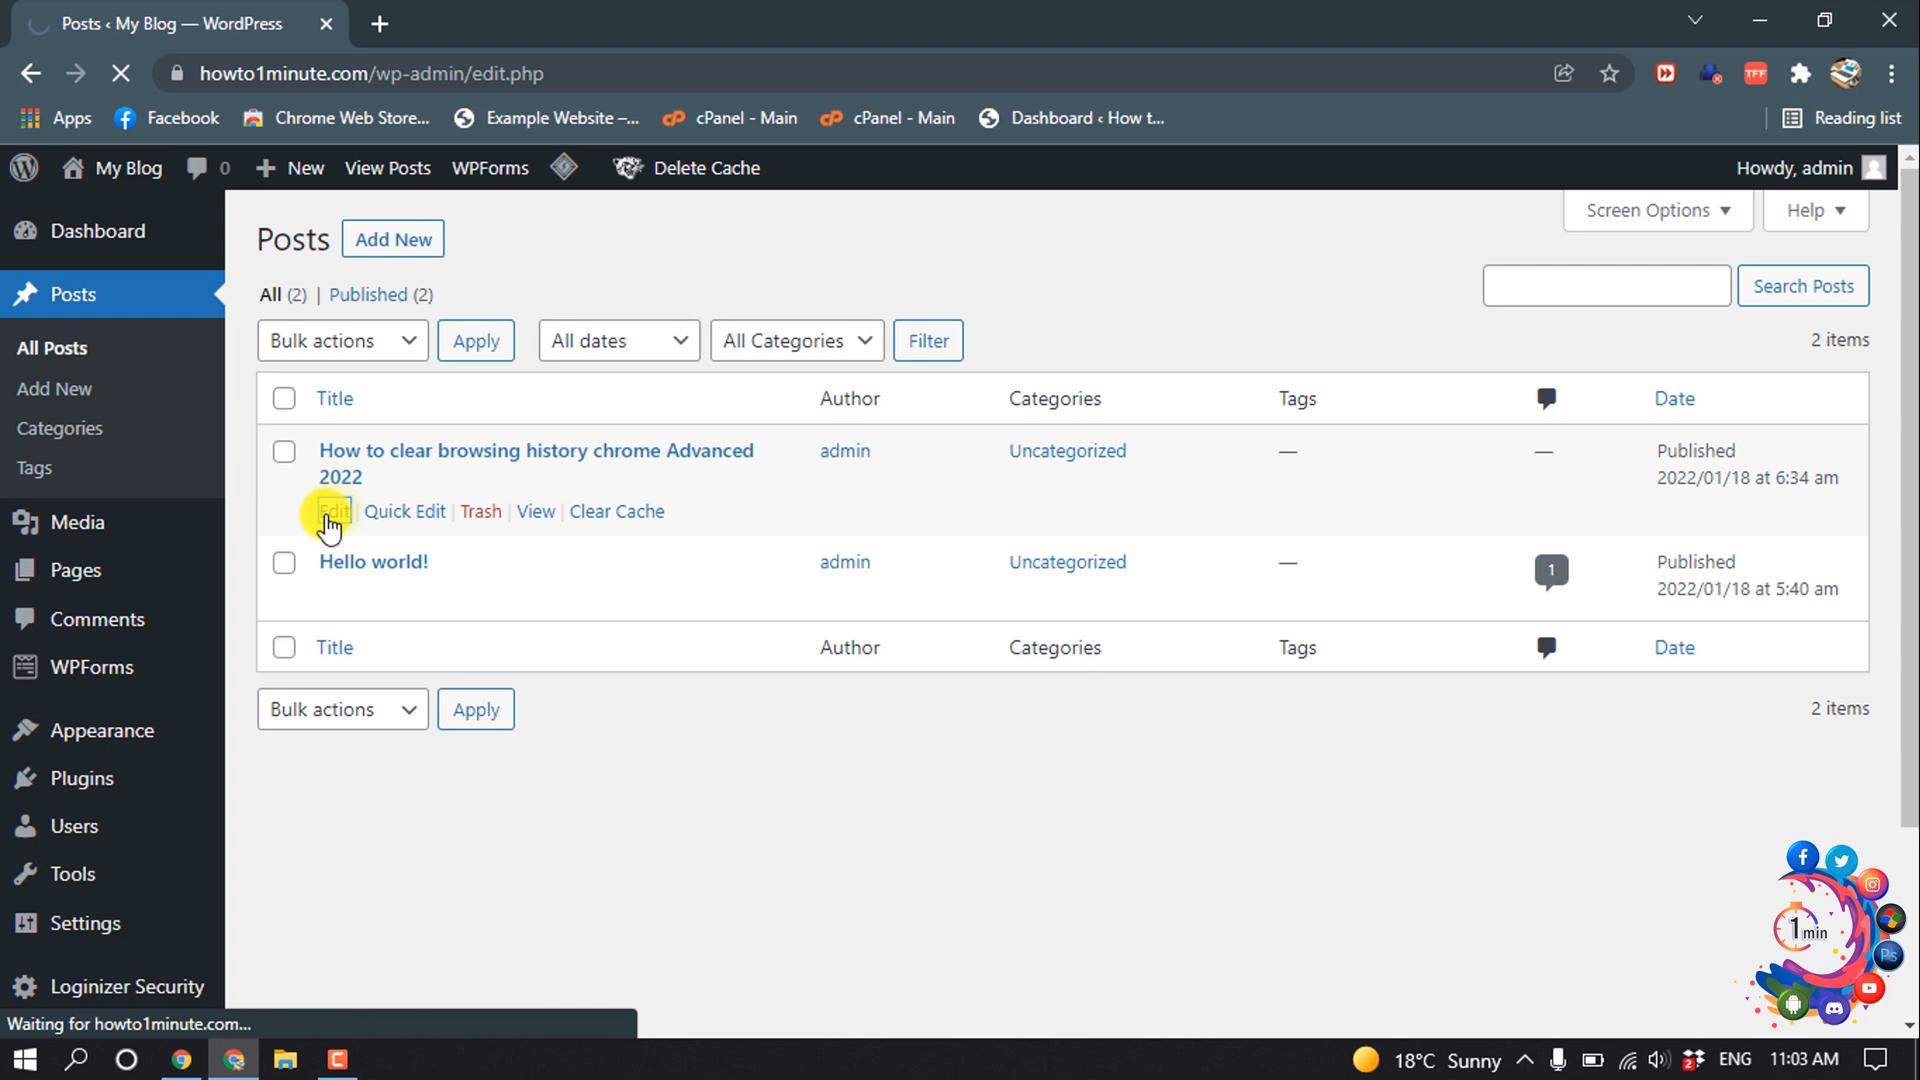 Posts ‹ My Blog — WordPress
howto1minute.com/wp-admin/edit.php
TFF
Apps Facebook Chrome Web Store... Example Website –... cPanel - Main cPanel - Main Dashboard ‹ How t... Reading list
My Blog 0 New View Posts WPForms Delete Cache Howdy, admin
Screen Options ▼ Help ▼
Dashboard
Posts
All Posts
Add New
Categories
Tags
Media
Pages
Comments
WPForms
Appearance
Plugins
Users
Tools
Settings
Loginizer Security
Posts Add New
All (2) | Published (2)
Search Posts
Bulk actions Apply All dates All Categories Filter 2 items
Title Author Categories Tags Date
How to clear browsing history chrome Advanced 2022 admin Uncategorized — — Published
2022/01/18 at 6:34 am
Edit | Quick Edit | Trash | View | Clear Cache
Hello world! admin Uncategorized — 1 Published
2022/01/18 at 5:40 am
Title Author Categories Tags Date
Bulk actions Apply 2 items
1 min
Ps
Waiting for howto1minute.com...
18°C Sunny 2 ENG 11:03 AM